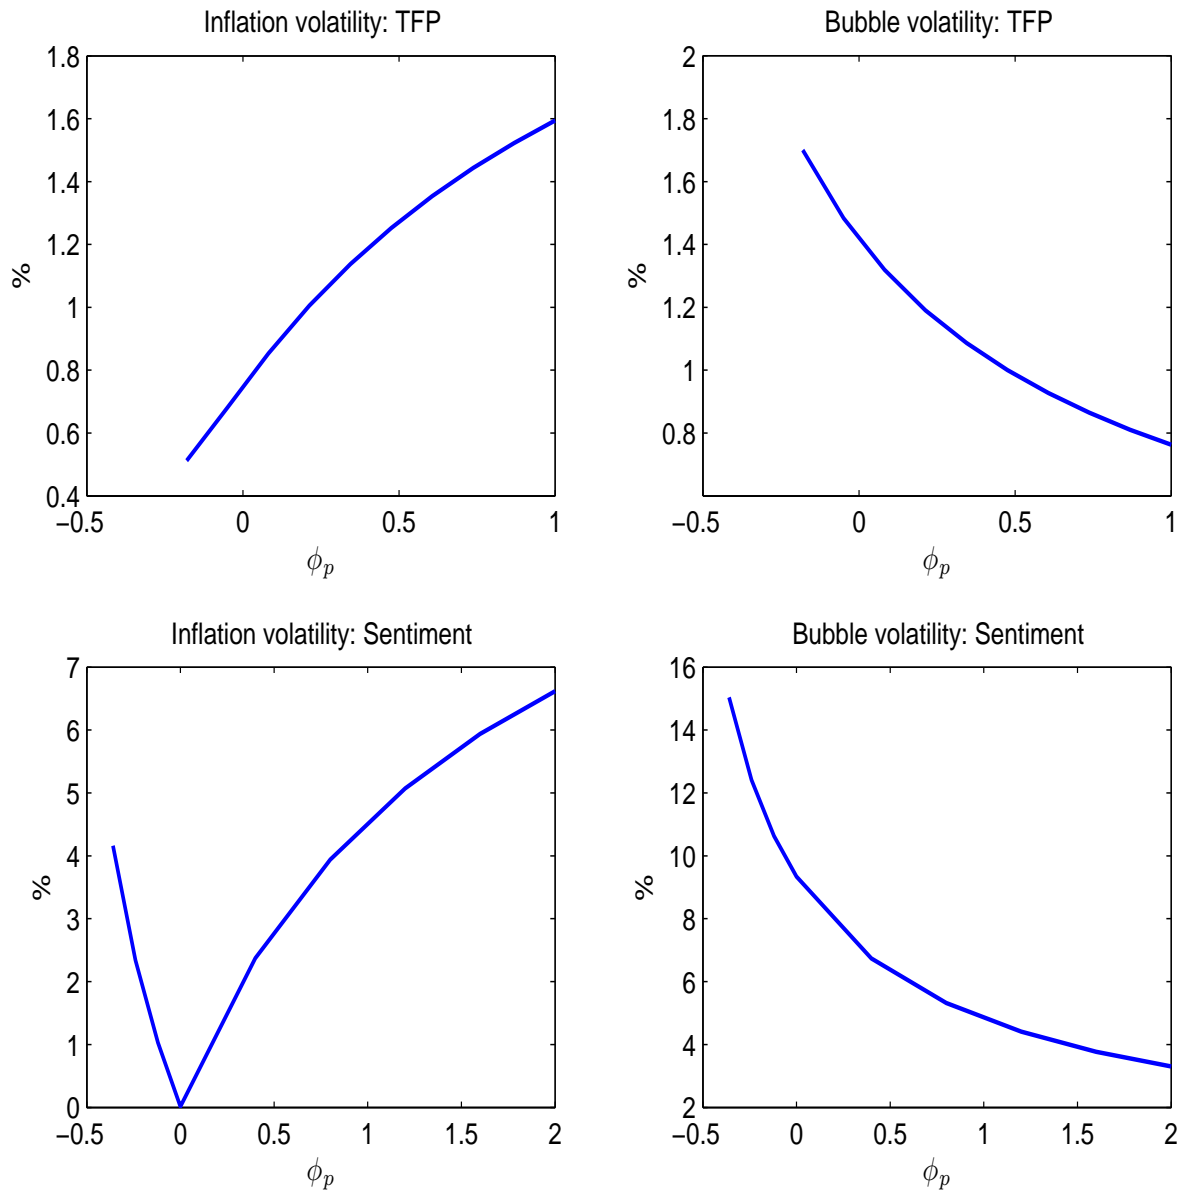 Inflation volatility: TFP
1.8
1.6
1.4
1.2
1
0.8
0.6
0.4
%
−0.5 0 0.5 1
ϕp
Bubble volatility: TFP
2
1.8
1.6
1.4
1.2
1
0.8
%
−0.5 0 0.5 1
ϕp
Inflation volatility: Sentiment
7
6
5
4
3
2
1
0
%
−0.5 0 0.5 1 1.5 2
ϕp
Bubble volatility: Sentiment
16
14
12
10
8
6
4
2
%
−0.5 0 0.5 1 1.5 2
ϕp